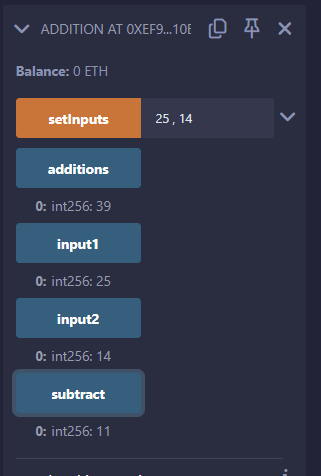 ADDITION AT 0XEF9...10E
Balance: 0 ETH
setInputs 25 , 14
additions
0: int256: 39
input1
0: int256: 25
input2
0: int256: 14
subtract
0: int256: 11